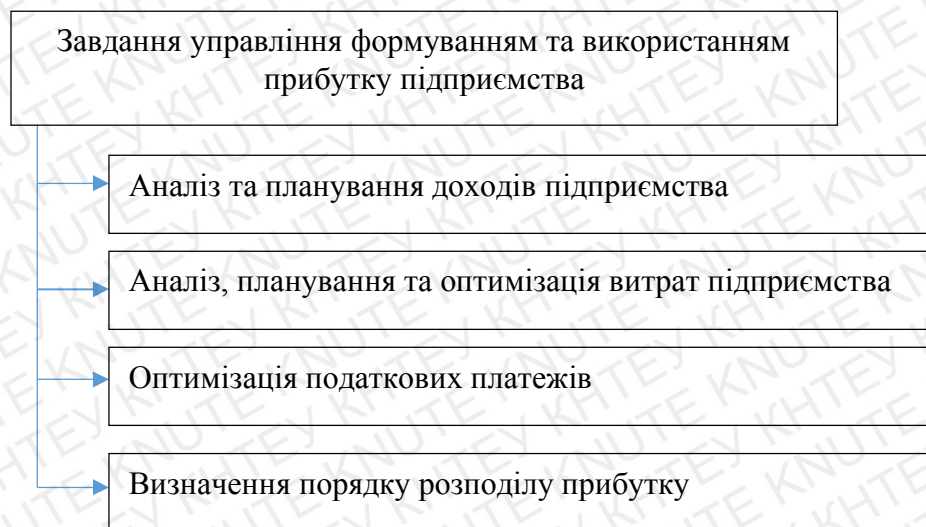 Завдання управління формуванням та використанням
прибутку підприємства
Аналіз та планування доходів підприємства
Аналіз, планування та оптимізація витрат підприємства
Оптимізація податкових платежів
Визначення порядку розподілу прибутку